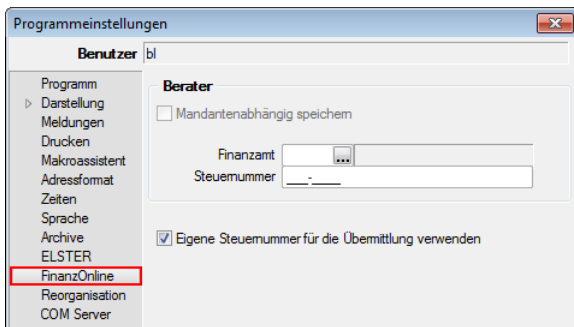 Programmeinstellungen
Benutzer bl
Programm
Darstellung
Meldungen
Drucken
Makroassistent
Adressformat
Zeiten
Sprache
Archive
ELSTER
FinanzOnline
Reorganisation
COM Server
Berater
Mandantenabhängig speichern
Finanzamt ...
Steuernummer ___-____
Eigene Steuernummer für die Übermittlung verwenden